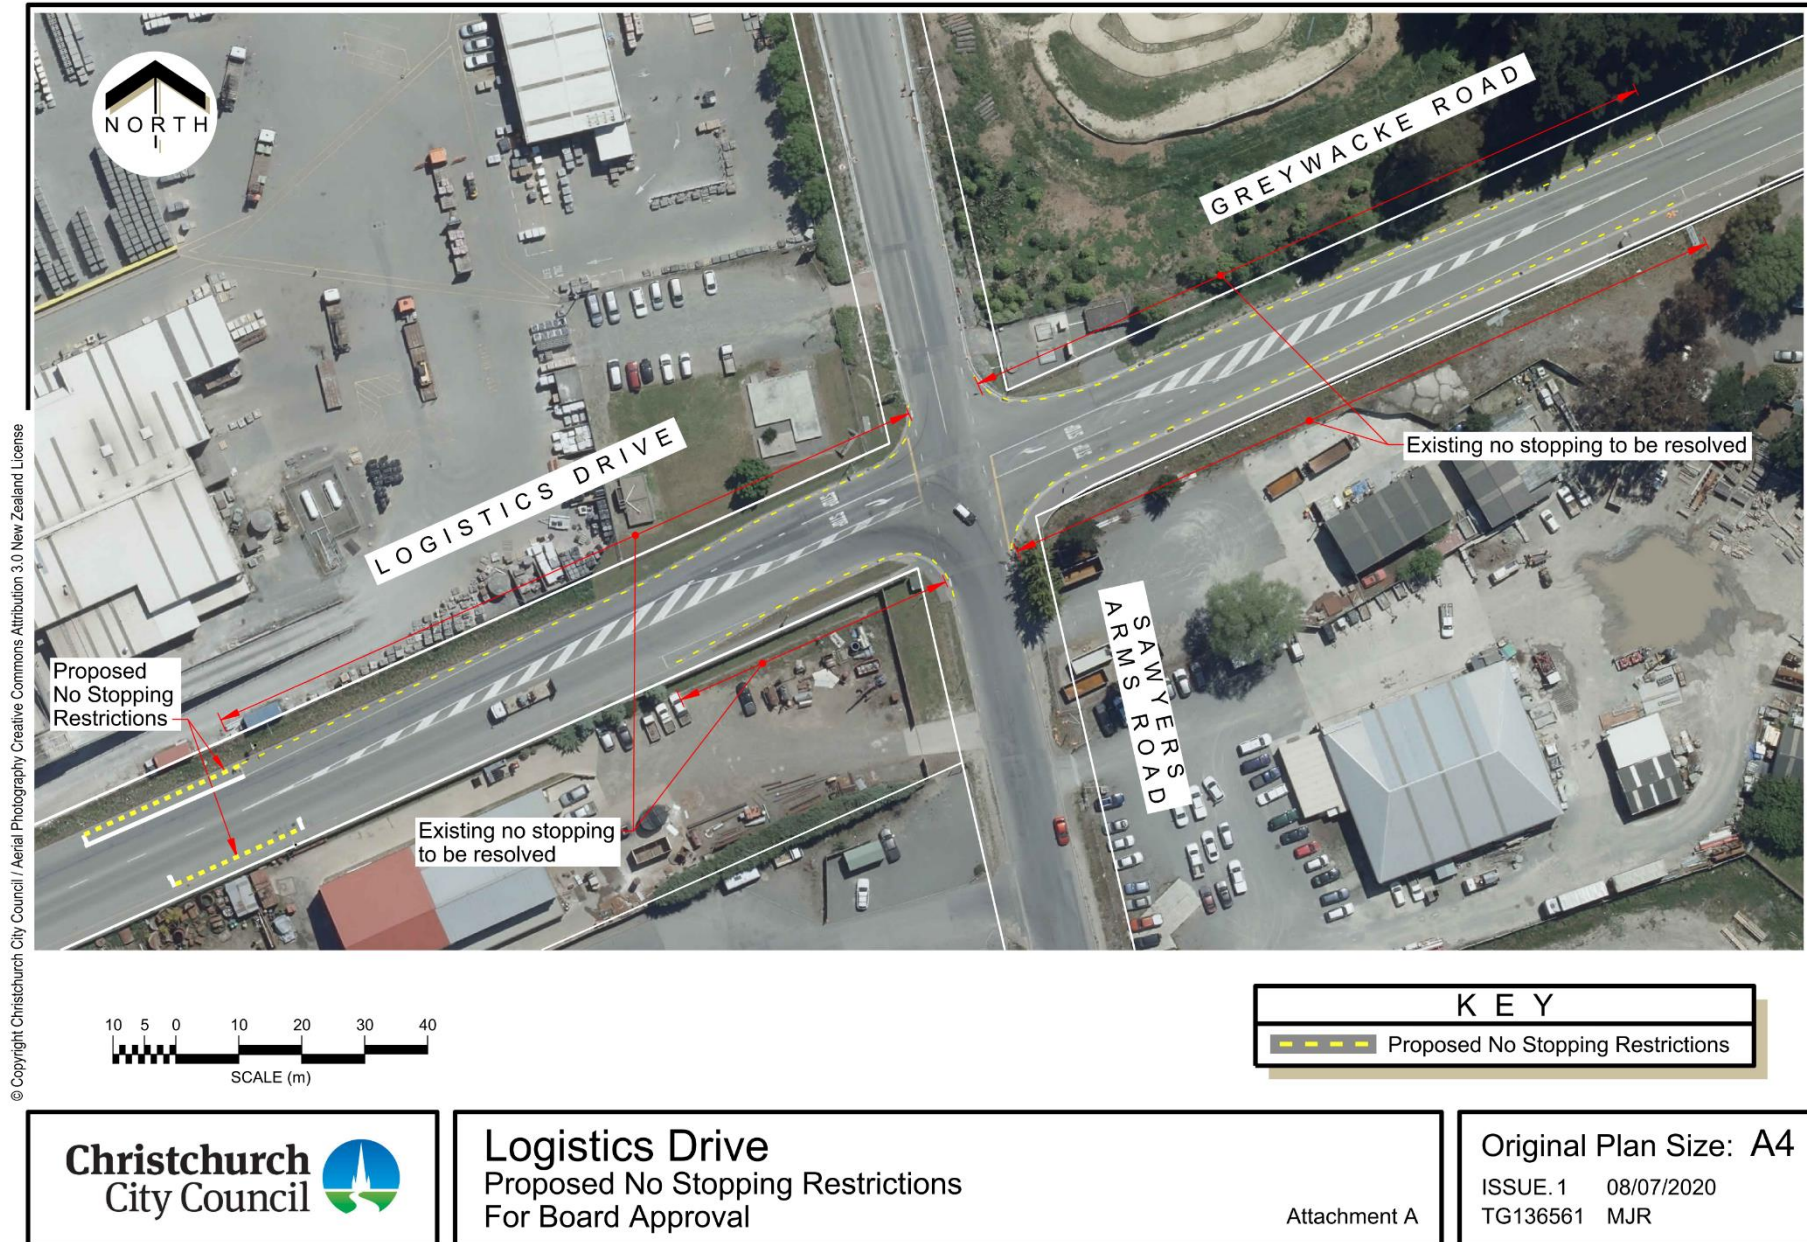 NORTH
GREYWACKE ROAD
LOGISTICS DRIVE
Existing no stopping to be resolved
SAWYERS
ARMS ROAD
Proposed
No Stopping
Restrictions
Existing no stopping
to be resolved
© Copyright Christchurch City Council / Aerial Photography Creative Commons Attribution 3.0 New Zealand License
10 5 0 10 20 30 40
SCALE (m)
KEY
Proposed No Stopping Restrictions
Christchurch
City Council
Logistics Drive
Proposed No Stopping Restrictions
For Board Approval
Attachment A
Original Plan Size: A4
ISSUE.1 08/07/2020
TG136561 MJR